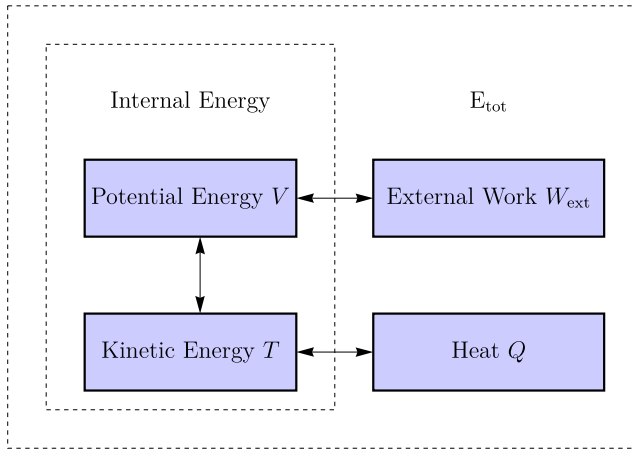 Internal Energy
E_tot
Potential Energy V
External Work W_ext
Kinetic Energy T
Heat Q